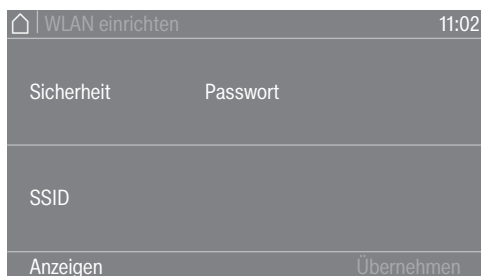 WLAN einrichten 11:02
Sicherheit Passwort
SSID
Anzeigen Übernehmen